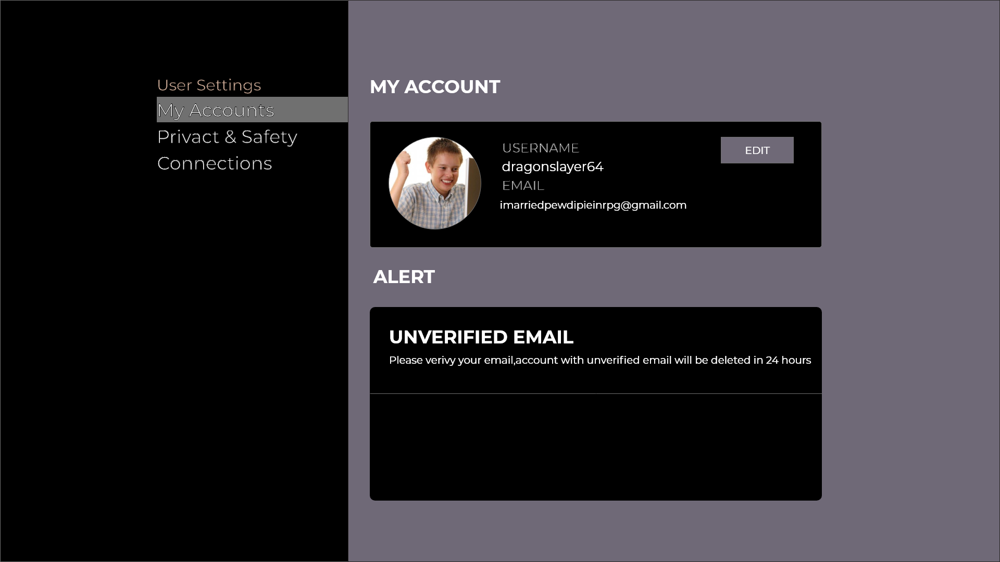 User Settings
My Accounts
Privact & Safety
Connections
MY ACCOUNT
USERNAME
dragonslayer64
EMAIL
imarriedpewdipieinrpg@gmail.com
EDIT
ALERT
UNVERIFIED EMAIL
Please verivy your email,account with unverified email will be deleted in 24 hours